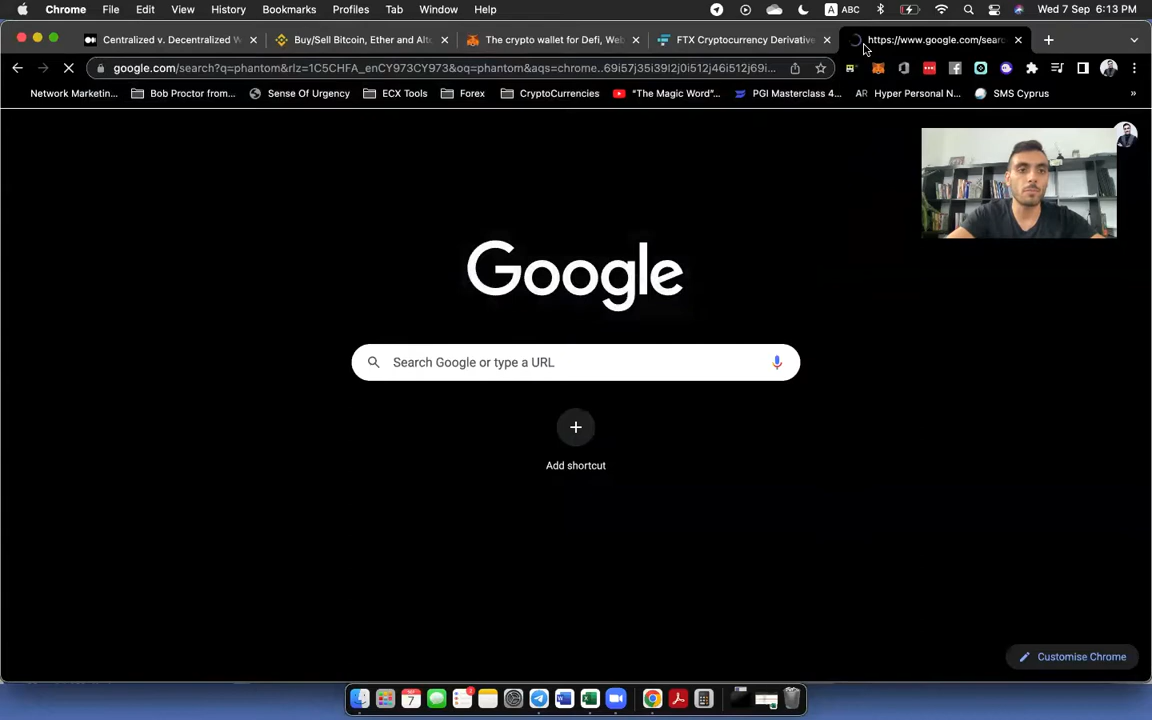 Chrome File Edit View History Bookmarks Profiles Tab Window Help A ABC Wed 7 Sep 6:13 PM
Centralized v. Decentralized W Buy/Sell Bitcoin, Ether and Alt The crypto wallet for Defi, Web FTX Cryptocurrency Derivative https://www.google.com/sear
google.com/search?q=phantom&rlz=1C5CHFA_enCY973CY973&oq=phantom&aqs=chrome..69i57j35i39l2j0i512j46i512j69i...
Network Marketin... Bob Proctor from... Sense Of Urgency ECX Tools Forex CryptoCurrencies "The Magic Word"... PGI Masterclass 4... AR Hyper Personal N... SMS Cyprus »
Google
Search Google or type a URL
Add shortcut
Customise Chrome